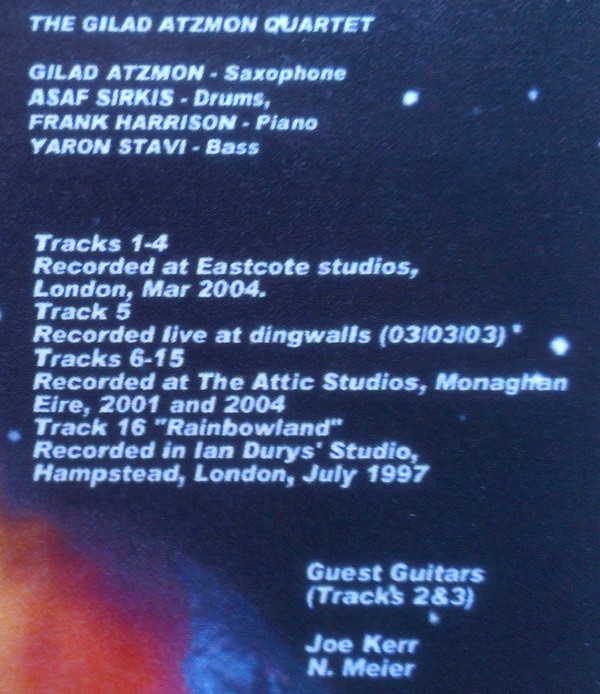 THE GILAD ATZMON QUARTET
GILAD ATZMON - Saxophone
ASAF SIRKIS - Drums,
FRANK HARRISON - Piano
YARON STAVI - Bass
Tracks 1-4
Recorded at Eastcote studios,
London, Mar 2004.
Track 5
Recorded live at dingwalls (03/03/03) *
Tracks 6-15
Recorded at The Attic Studios, Monaghan
Eire, 2001 and 2004
Track 16 "Rainbowland"
Recorded in Ian Durys' Studio,
Hampstead, London, July 1997
Guest Guitars
(Tracks 2&3)
Joe Kerr
N. Meier